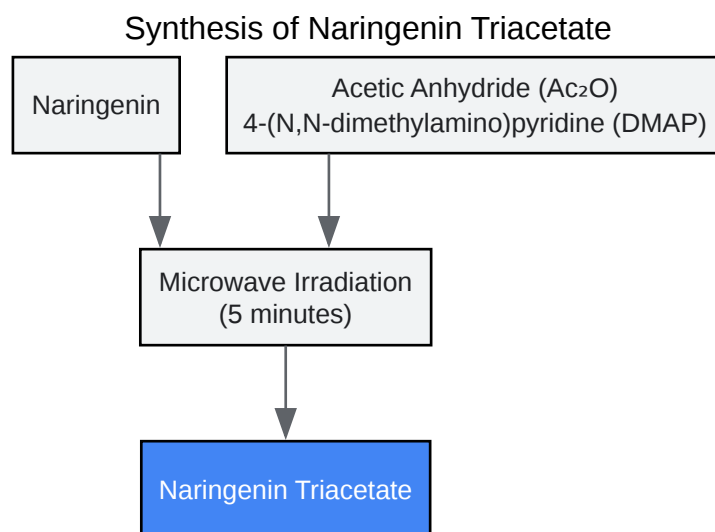 Synthesis of Naringenin Triacetate
Naringenin
Acetic Anhydride (Ac₂O)
4-(N,N-dimethylamino)pyridine (DMAP)
Microwave Irradiation
(5 minutes)
Naringenin Triacetate